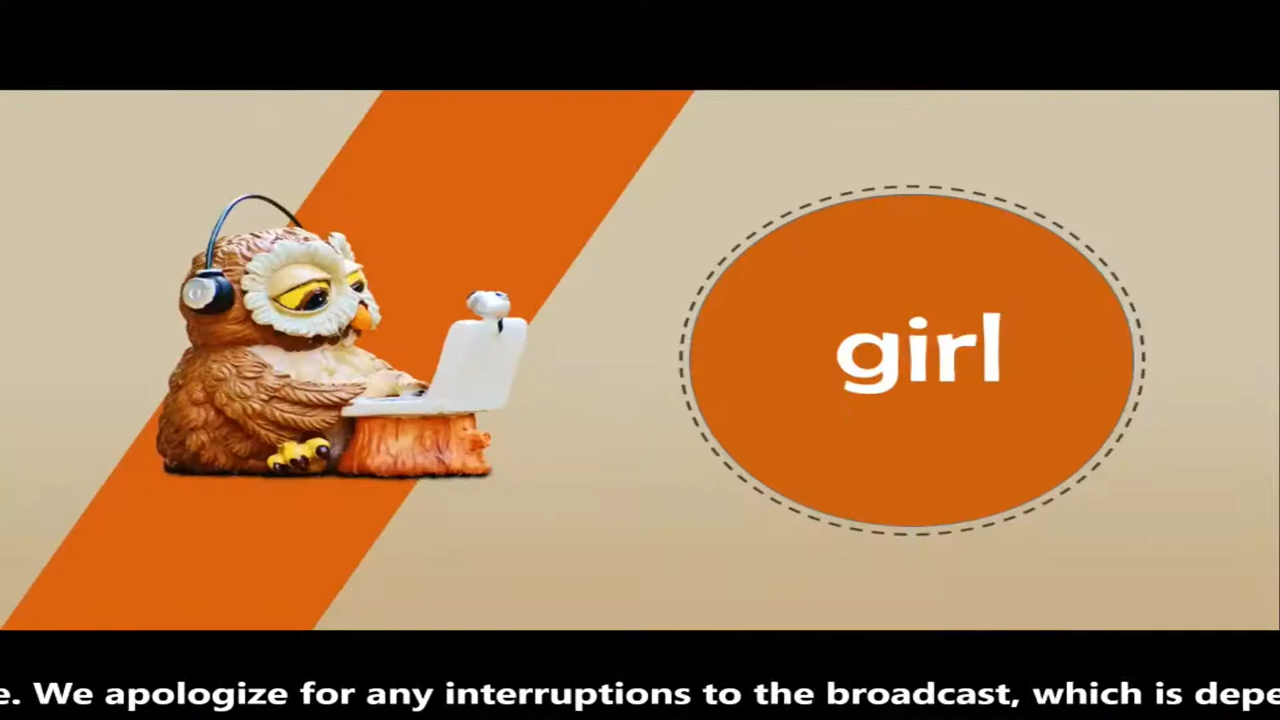 girl
e. We apologize for any interruptions to the broadcast, which is depe